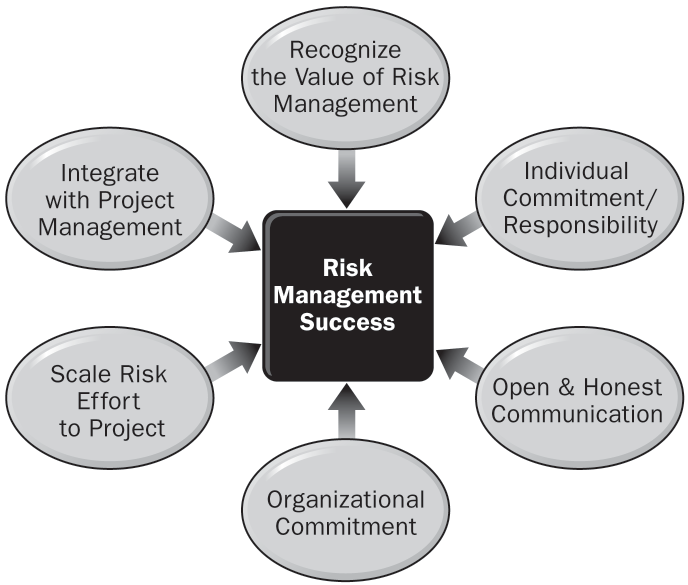 Recognize
the Value of Risk
Management
Integrate
with Project
Management
Individual
Commitment/
Responsibility
Risk
Management
Success
Scale Risk
Effort
to Project
Open & Honest
Communication
Organizational
Commitment